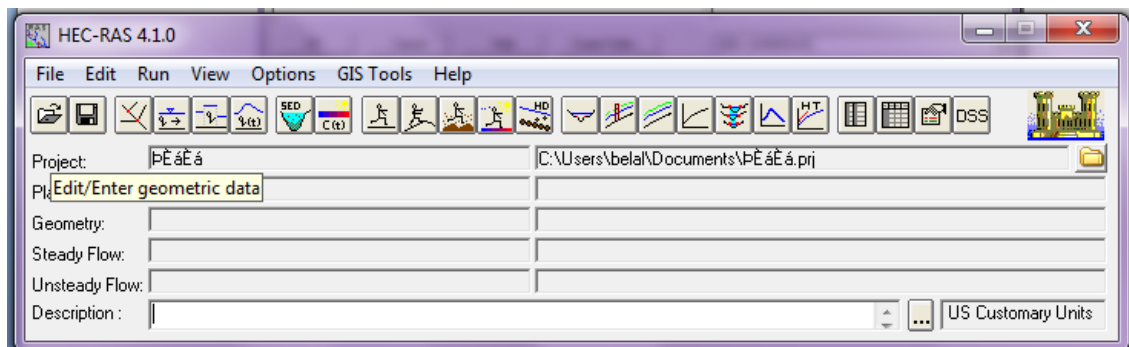 HEC-RAS 4.1.0
File Edit Run View Options GIS Tools Help
SED C(t) HD HT DSS
Project: ÞÈáÈá C:\Users\belal\Documents\ÞÈáÈá.prj
Pl
Edit/Enter geometric data
Geometry:
Steady Flow:
Unsteady Flow:
Description : ... US Customary Units